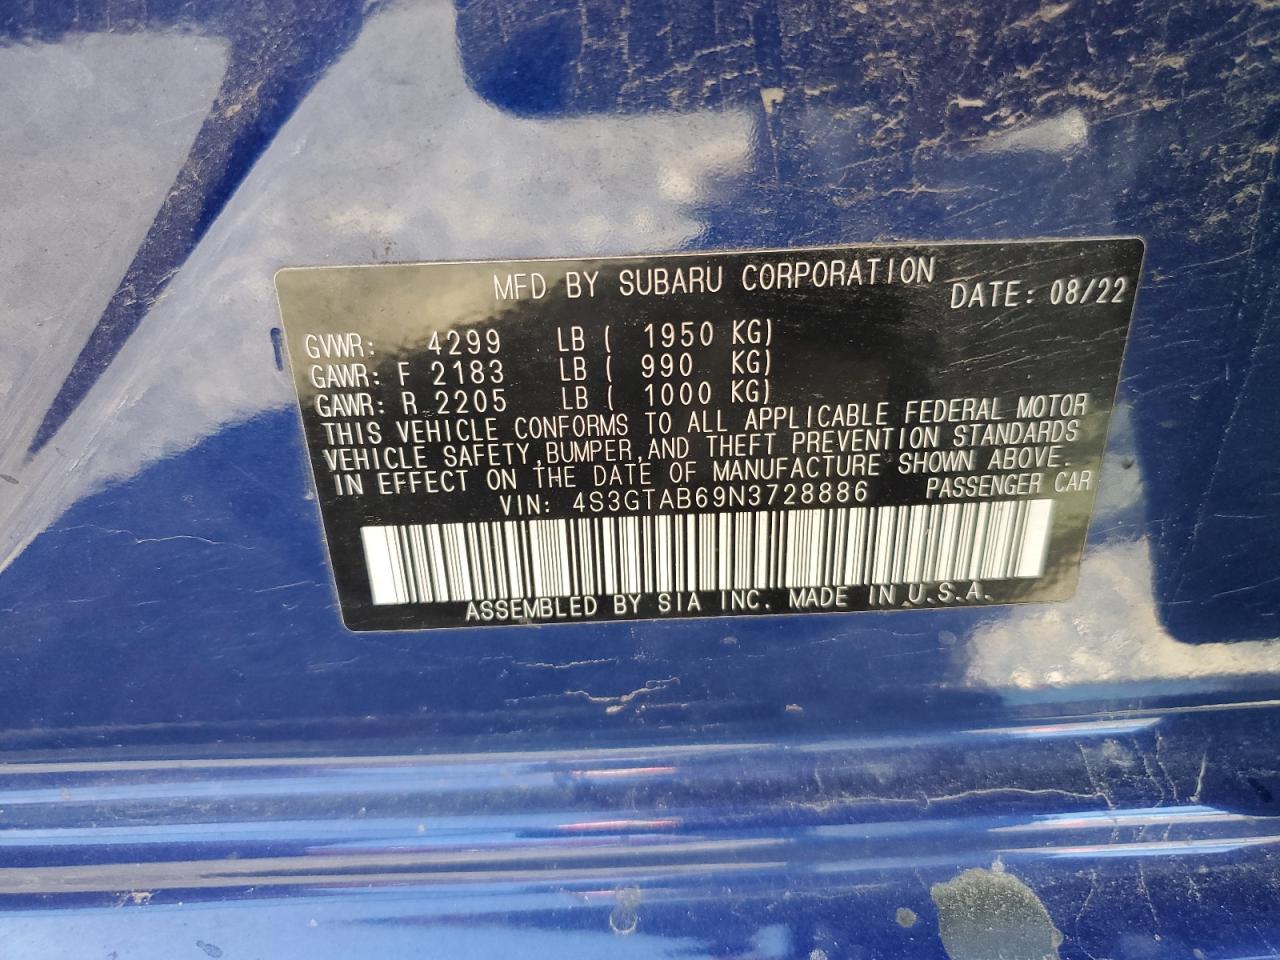 MFD BY SUBARU CORPORATION DATE: 08/22
GVWR: 4299 LB ( 1950 KG)
GAWR: F 2183 LB ( 990 KG)
GAWR: R 2205 LB ( 1000 KG)
THIS VEHICLE CONFORMS TO ALL APPLICABLE FEDERAL MOTOR
VEHICLE SAFETY,BUMPER,AND THEFT PREVENTION STANDARDS
IN EFFECT ON THE DATE OF MANUFACTURE SHOWN ABOVE.
VIN: 4S3GTAB69N3728886 PASSENGER CAR
ASSEMBLED BY SIA INC. MADE IN U.S.A.